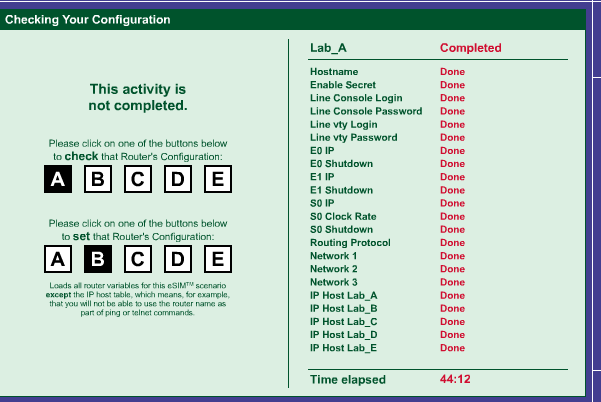 Checking Your Configuration
This activity is
not completed.
Please click on one of the buttons below
to check that Router's Configuration:
A B C D E
Please click on one of the buttons below
to set that Router's Configuration:
A B C D E
Loads all router variables for this eSIM™ scenario
except the IP host table, which means, for example,
that you will not be able to use the router name as
part of ping or telnet commands.
Lab_A Completed
Hostname Done
Enable Secret Done
Line Console Login Done
Line Console Password Done
Line vty Login Done
Line vty Password Done
E0 IP Done
E0 Shutdown Done
E1 IP Done
E1 Shutdown Done
S0 IP Done
S0 Clock Rate Done
S0 Shutdown Done
Routing Protocol Done
Network 1 Done
Network 2 Done
Network 3 Done
IP Host Lab_A Done
IP Host Lab_B Done
IP Host Lab_C Done
IP Host Lab_D Done
IP Host Lab_E Done
Time elapsed 44:12